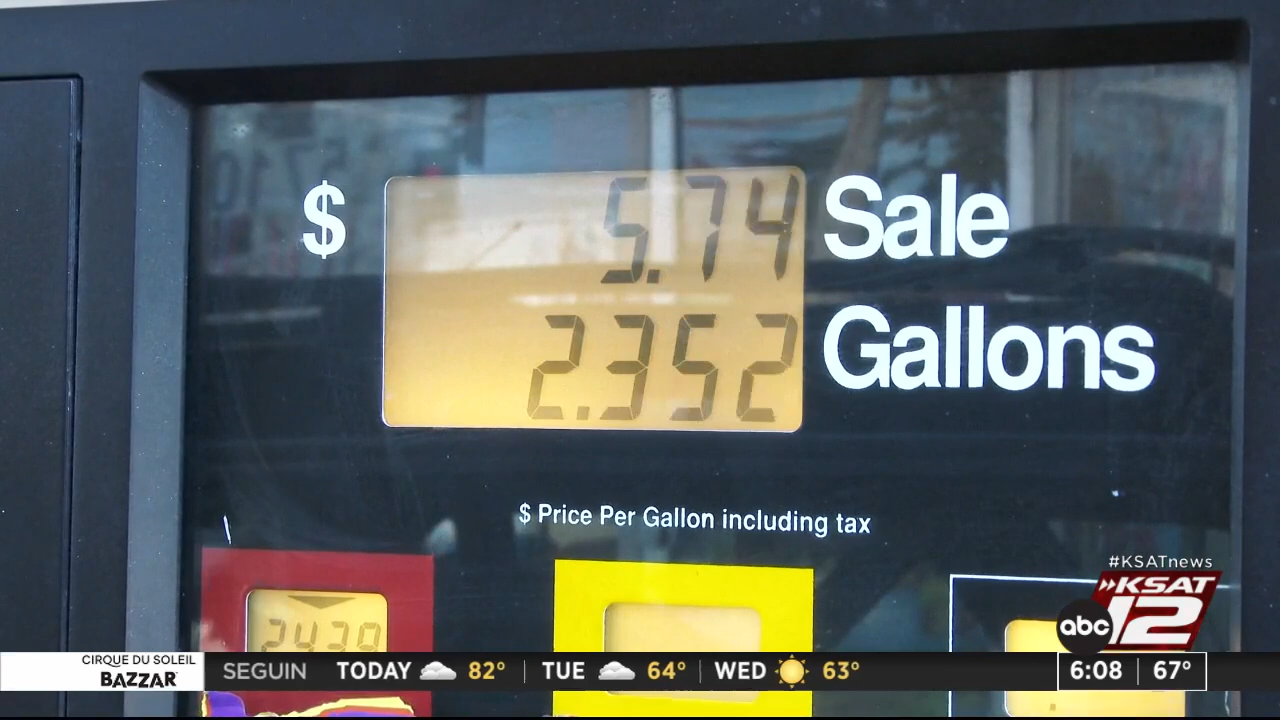 $ 5.74 Sale
2.352 Gallons
$ Price Per Gallon including tax
2439
#KSATnews
KSAT
abc 12
CIRQUE DU SOLEIL
BAZZAR
SEGUIN TODAY 82° TUE 64° WED 63° 6:08 67°